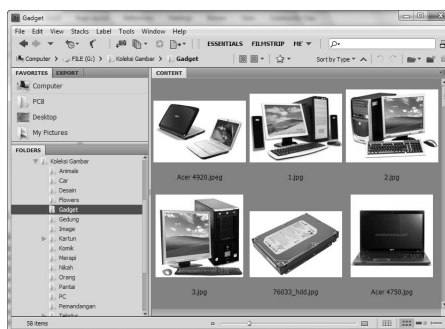 Gadget
File Edit View Stacks Label Tools Window Help
ESSENTIALS FILMSTRIP ME
Computer > FILE (G:) > Koleksi Gambar > Gadget
Sort by Type
FAVORITES EXPORT
Computer
PC8
Desktop
My Pictures
FOLDERS
Koleksi Gambar
Animals
Car
Desain
Flowers
Gadget
Gedung
Image
Kartun
Komik
Merapi
Nikah
Orang
Pantai
PC
Pemandangan
CONTENT
Acer 4920.jpeg
1.jpg
2.jpg
3.jpg
76033_hdd.jpg
Acer 4750.jpg
58 items